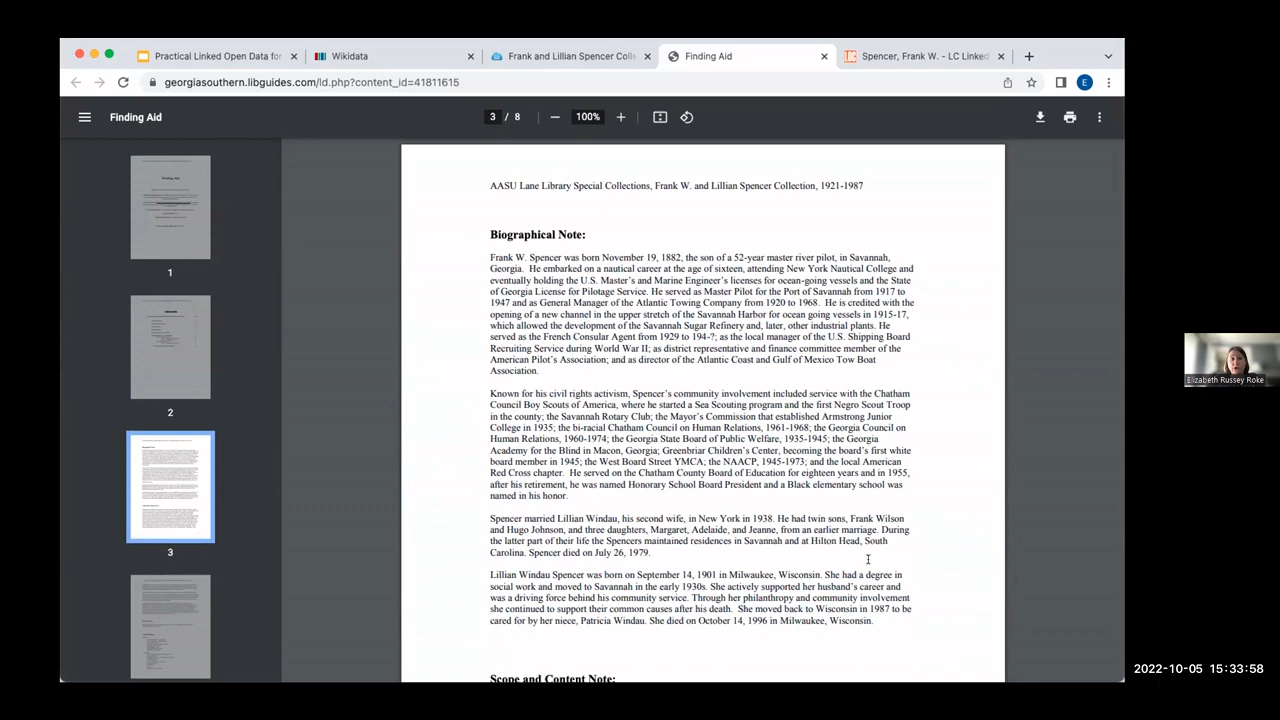 Practical Linked Open Data for
Wikidata
Frank and Lillian Spencer Colle
Finding Aid
Spencer, Frank W. - LC Linked
georgiasouthern.libguides.com/ld.php?content_id=41811615
E
Finding Aid
3 / 8
100%
1
2
3
AASU Lane Library Special Collections, Frank W. and Lillian Spencer Collection, 1921-1987
Biographical Note:
Frank W. Spencer was born November 19, 1882, the son of a 52-year master river pilot, in Savannah,
Georgia. He embarked on a nautical career at the age of sixteen, attending New York Nautical College and
eventually holding the U.S. Master's and Marine Engineer's licenses for ocean-going vessels and the State
of Georgia License for Pilotage Service. He served as Master Pilot for the Port of Savannah from 1917 to
1947 and as General Manager of the Atlantic Towing Company from 1920 to 1968. He is credited with the
opening of a new channel in the upper stretch of the Savannah Harbor for ocean going vessels in 1915-17,
which allowed the development of the Savannah Sugar Refinery and, later, other industrial plants. He
served as the French Consular Agent from 1929 to 194-?; as the local manager of the U.S. Shipping Board
Recruiting Service during World War II; as district representative and finance committee member of the
American Pilot's Association; and as director of the Atlantic Coast and Gulf of Mexico Tow Boat
Association.
Known for his civil rights activism, Spencer's community involvement included service with the Chatham
Council Boy Scouts of America, where he started a Sea Scouting program and the first Negro Scout Troop
in the county; the Savannah Rotary Club; the Mayor's Commission that established Armstrong Junior
College in 1935; the bi-racial Chatham Council on Human Relations, 1961-1968; the Georgia Council on
Human Relations, 1960-1974; the Georgia State Board of Public Welfare, 1935-1945; the Georgia
Academy for the Blind in Macon, Georgia; Greenbriar Children's Center, becoming the board's first white
board member in 1945; the West Board Street YMCA; the NAACP, 1945-1973; and the local American
Red Cross chapter. He served on the Chatham County Board of Education for eighteen years and in 1955,
after his retirement, he was named Honorary School Board President and a Black elementary school was
named in his honor.
Spencer married Lillian Windau, his second wife, in New York in 1938. He had twin sons, Frank Wilson
and Hugo Johnson, and three daughters, Margaret, Adelaide, and Jeanne, from an earlier marriage. During
the latter part of their life the Spencers maintained residences in Savannah and at Hilton Head, South
Carolina. Spencer died on July 26, 1979.
Lillian Windau Spencer was born on September 14, 1901 in Milwaukee, Wisconsin. She had a degree in
social work and moved to Savannah in the early 1930s. She actively supported her husband's career and
was a driving force behind his community service. Through her philanthropy and community involvement
she continued to support their common causes after his death. She moved back to Wisconsin in 1987 to be
cared for by her niece, Patricia Windau. She died on October 14, 1996 in Milwaukee, Wisconsin.
Scope and Content Note:
Elizabeth Russey Roke
2022-10-05 15:33:58